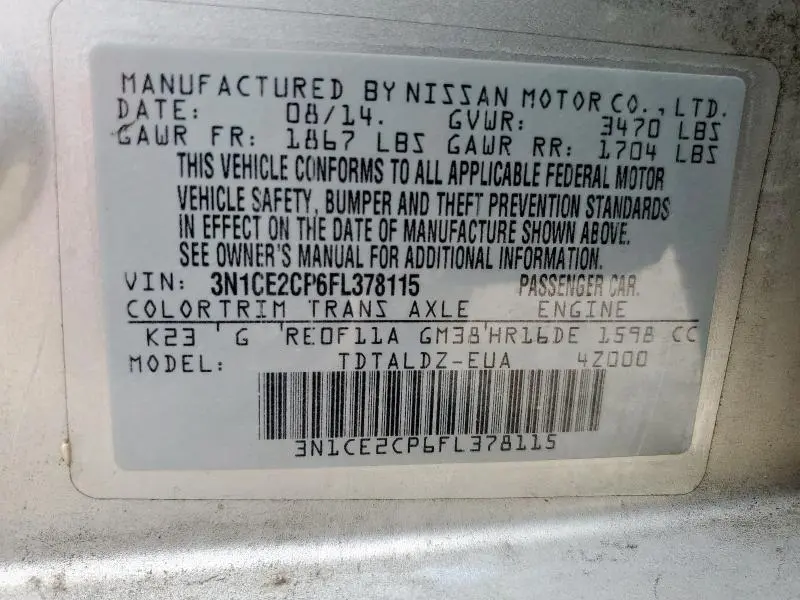 MANUFACTURED BY NISSAN MOTOR CO., LTD.
DATE: 08/14. GVWR: 3470 LBS
GAWR FR: 1867 LBS GAWR RR: 1704 LBS
THIS VEHICLE CONFORMS TO ALL APPLICABLE FEDERAL MOTOR
VEHICLE SAFETY, BUMPER AND THEFT PREVENTION STANDARDS
IN EFFECT ON THE DATE OF MANUFACTURE SHOWN ABOVE.
SEE OWNER'S MANUAL FOR ADDITIONAL INFORMATION.
VIN: 3N1CE2CP6FL378115 PASSENGER CAR.
COLOR TRIM TRANS AXLE ENGINE
K23 G RE0F11A GM38 HR16DE 1598 CC
MODEL: TDTALDZ-EUA 4Z000
3N1CE2CP6FL378115